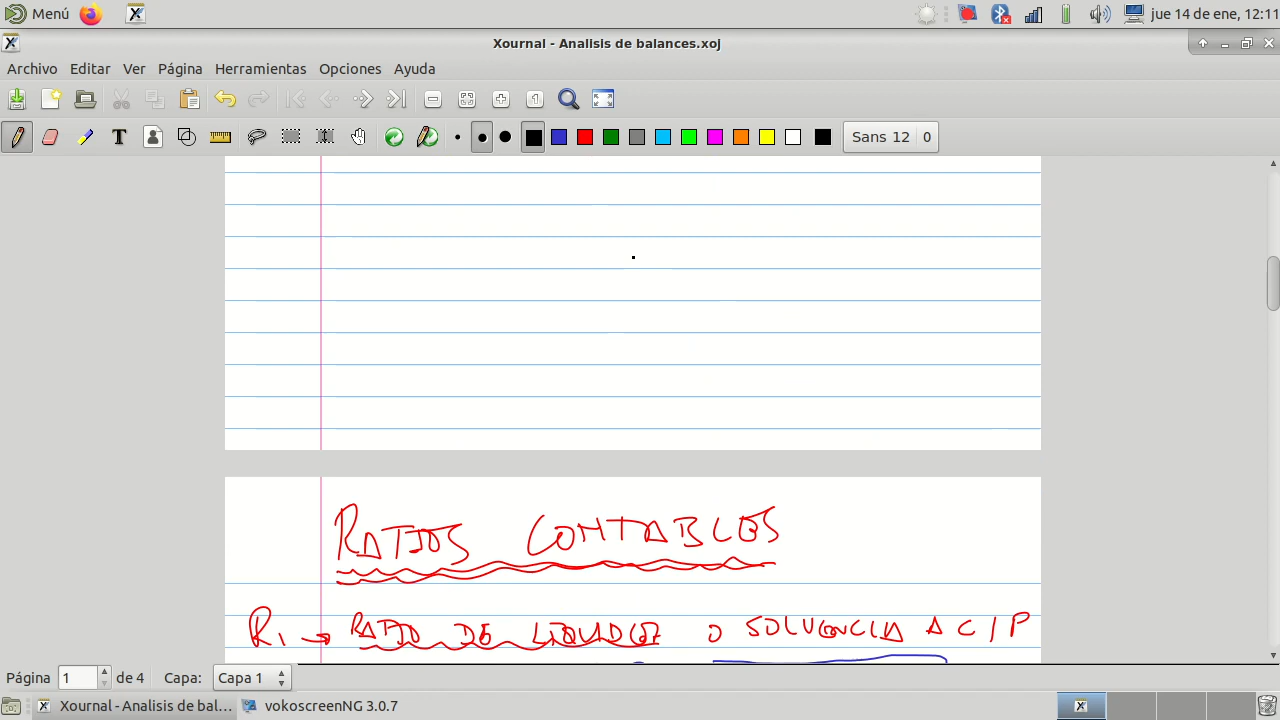 Menú jue 14 de ene, 12:11
Xournal - Analisis de balances.xoj
Archivo Editar Ver Página Herramientas Opciones Ayuda
Sans 12 0
RATIOS CONTABLES
R1 → RATIO DE LIQUIDEZ O SOLVENCIA A C/P
Página 1 de 4 Capa: Capa 1
Xournal - Analisis de bal... vokoscreenNG 3.0.7